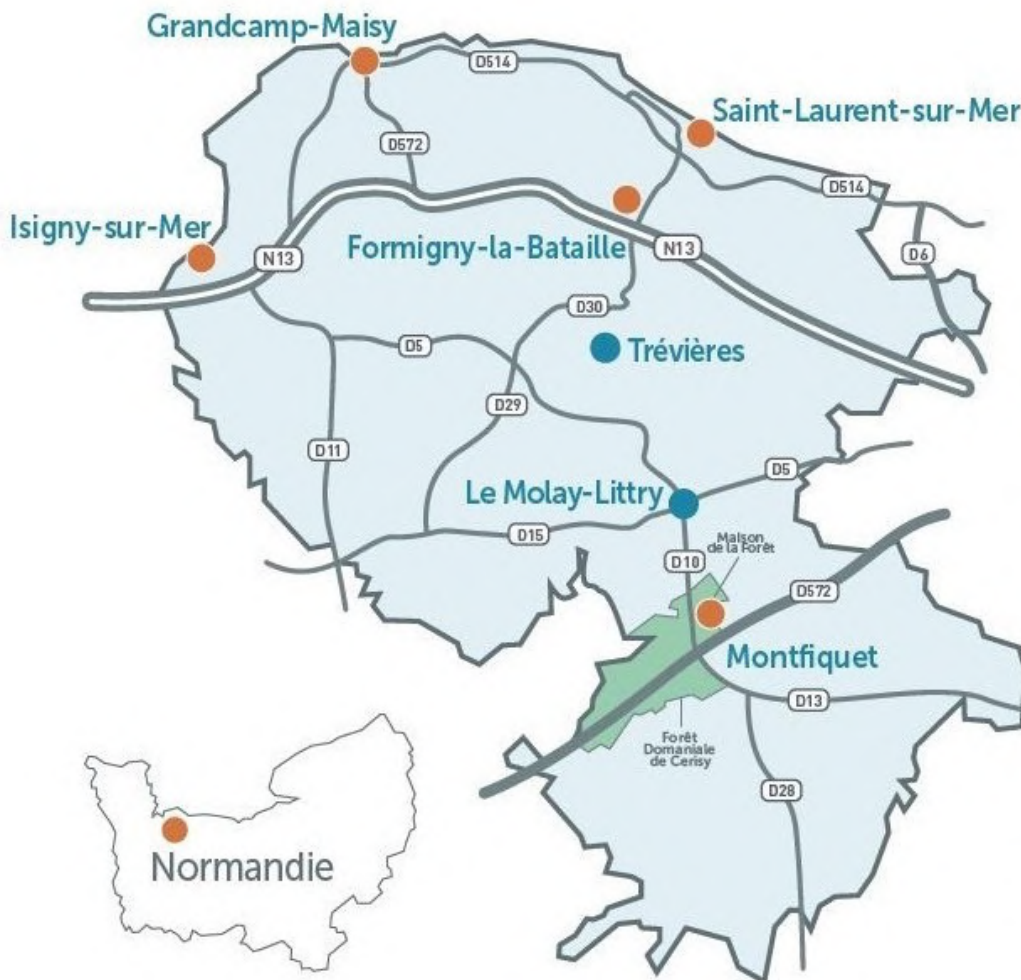 Grandcamp-Maisy
D514
Saint-Laurent-sur-Mer
D572
D514
Isigny-sur-Mer
N13
Formigny-la-Bataille
N13
D6
D30
D5
Trévières
D29
D11
D5
Le Molay-Littry
D15
Maison
de la Forêt
D10
D572
Montfiquet
D13
Forêt
Domaniale
de Cerisy
D28
Normandie